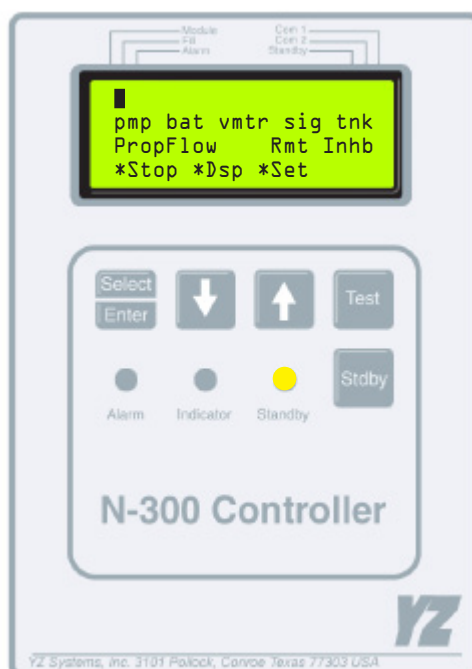 Module Com 1
Fill Com 2
Alarm Standby
pmp bat vmtr sig tnk
PropFlow Rmt Inhb
*Stop *Dsp *Set
Select
Enter
Test
Stdby
Alarm Indicator Standby
N-300 Controller
YZ
YZ Systems, Inc. 3101 Pollock, Conroe Texas 77303 USA